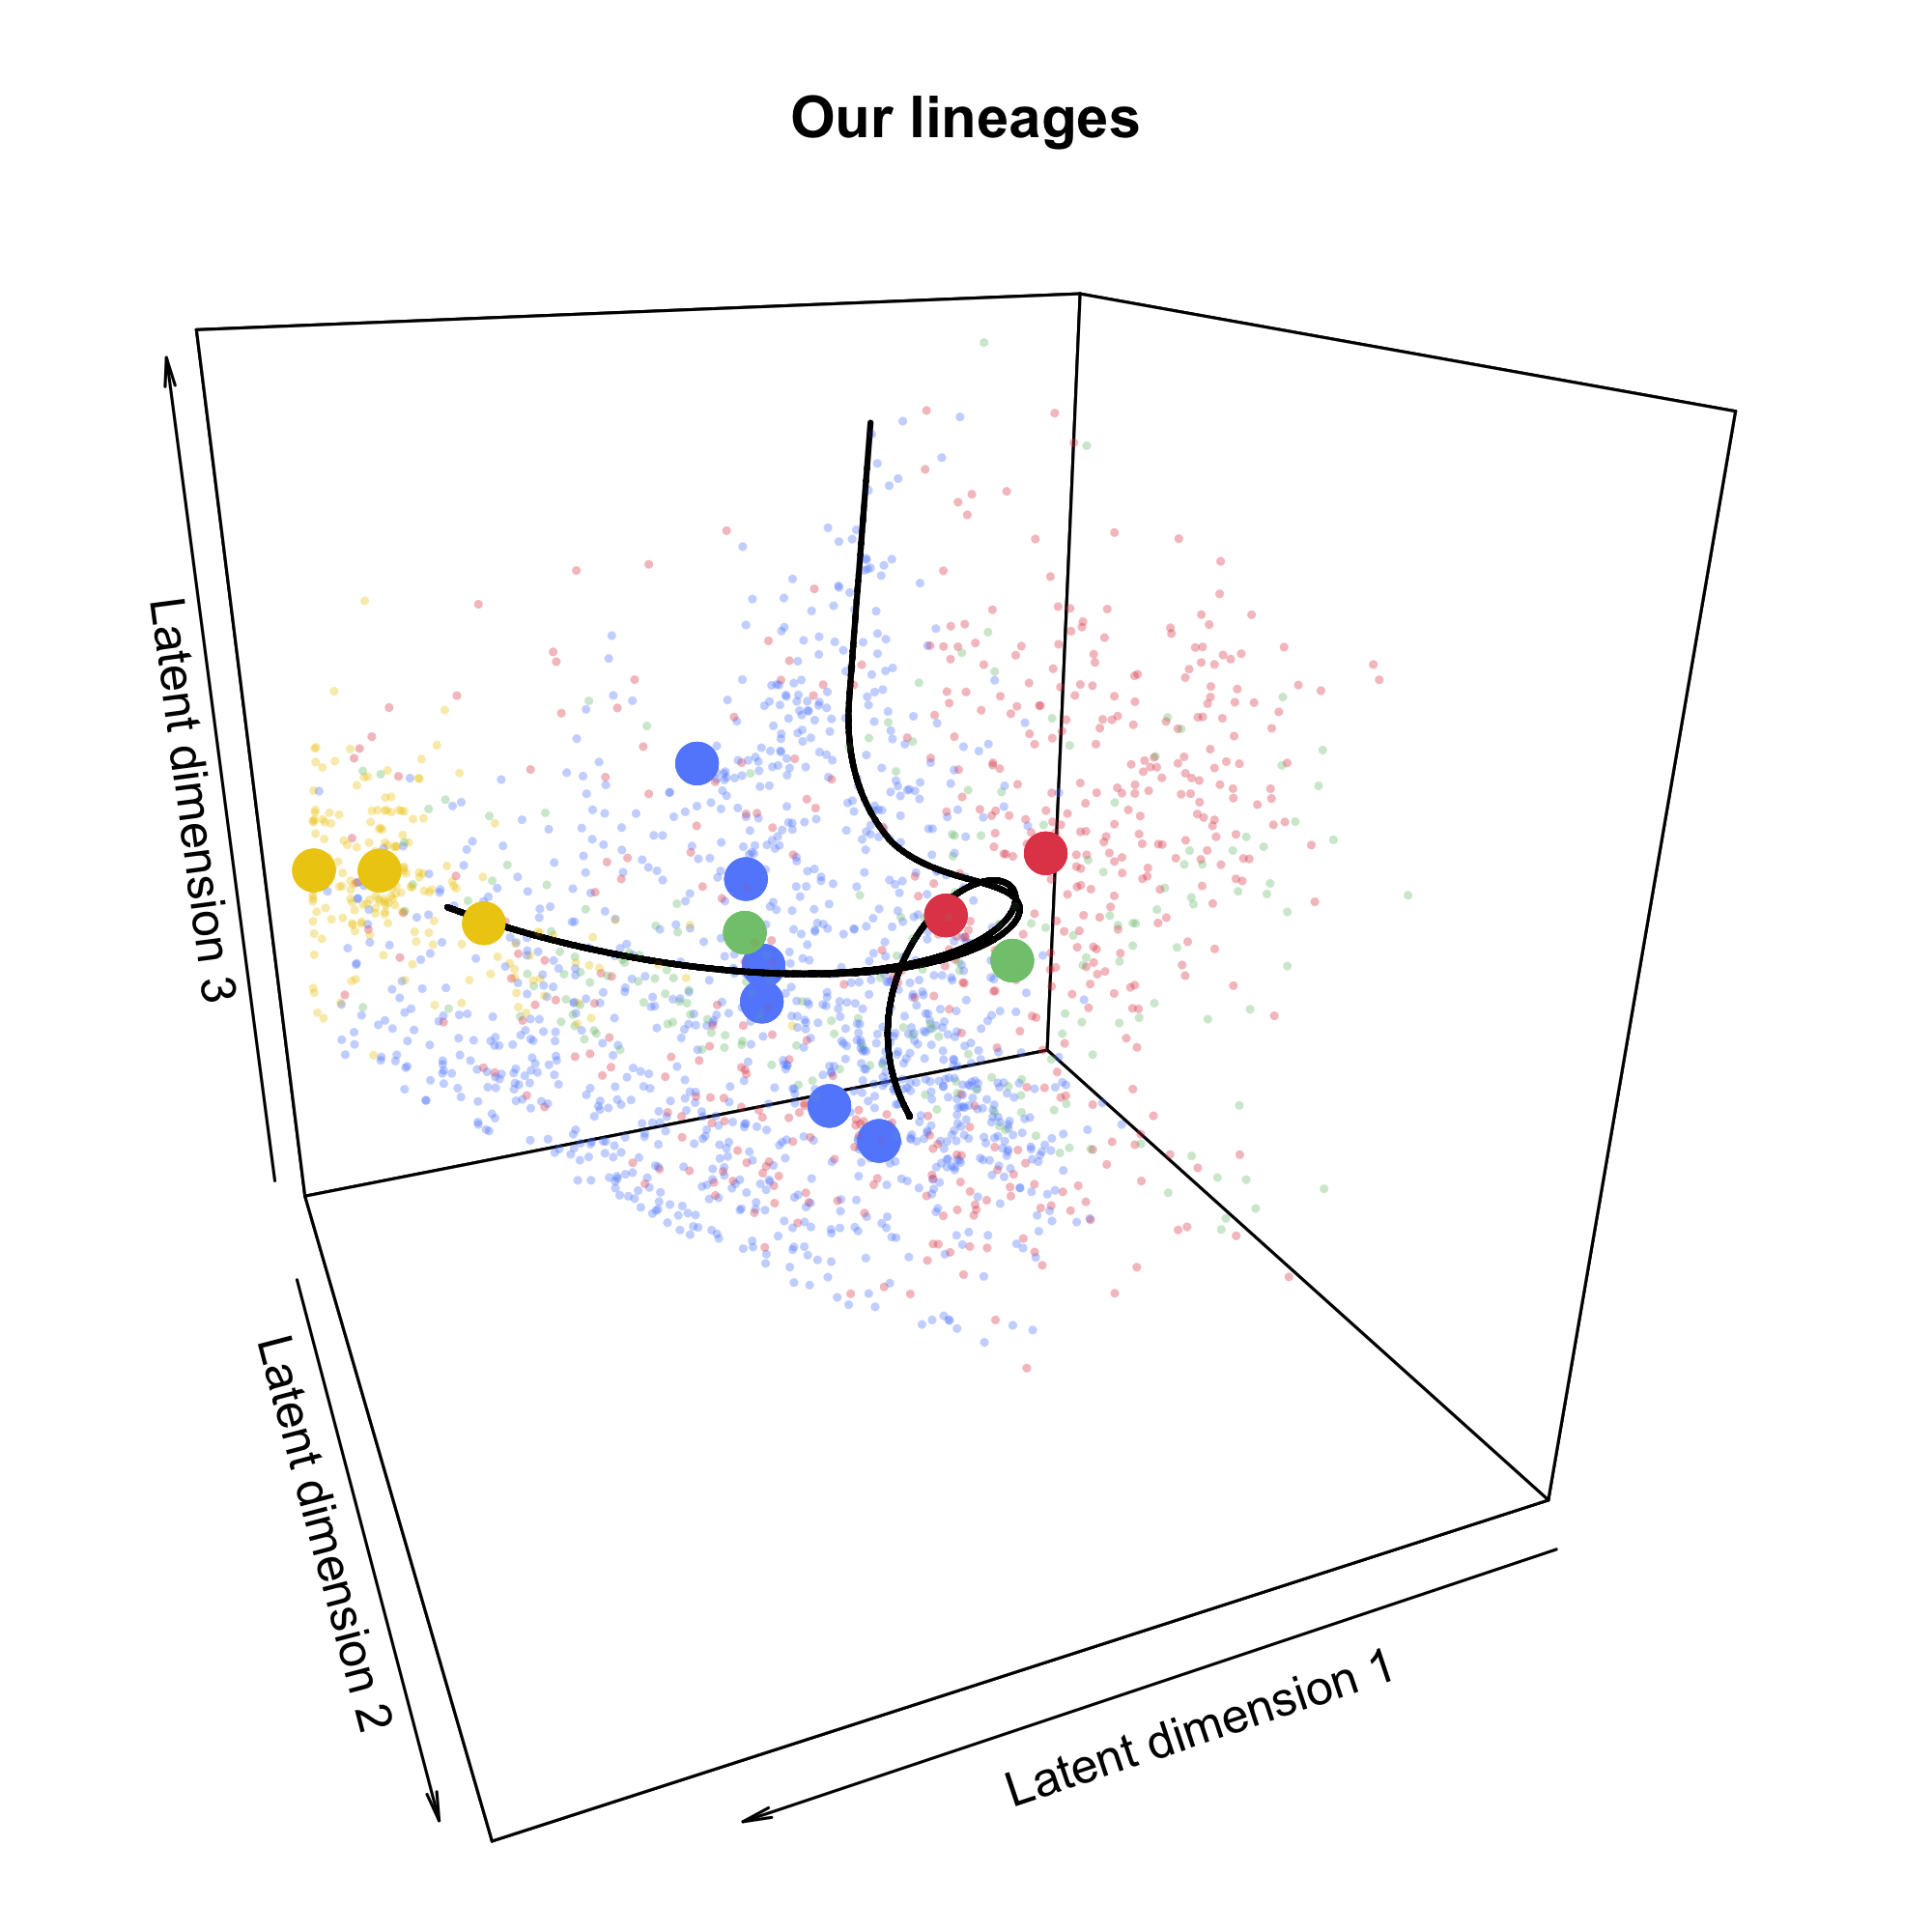 Our lineages
Latent dimension 3
Latent dimension 2
Latent dimension 1